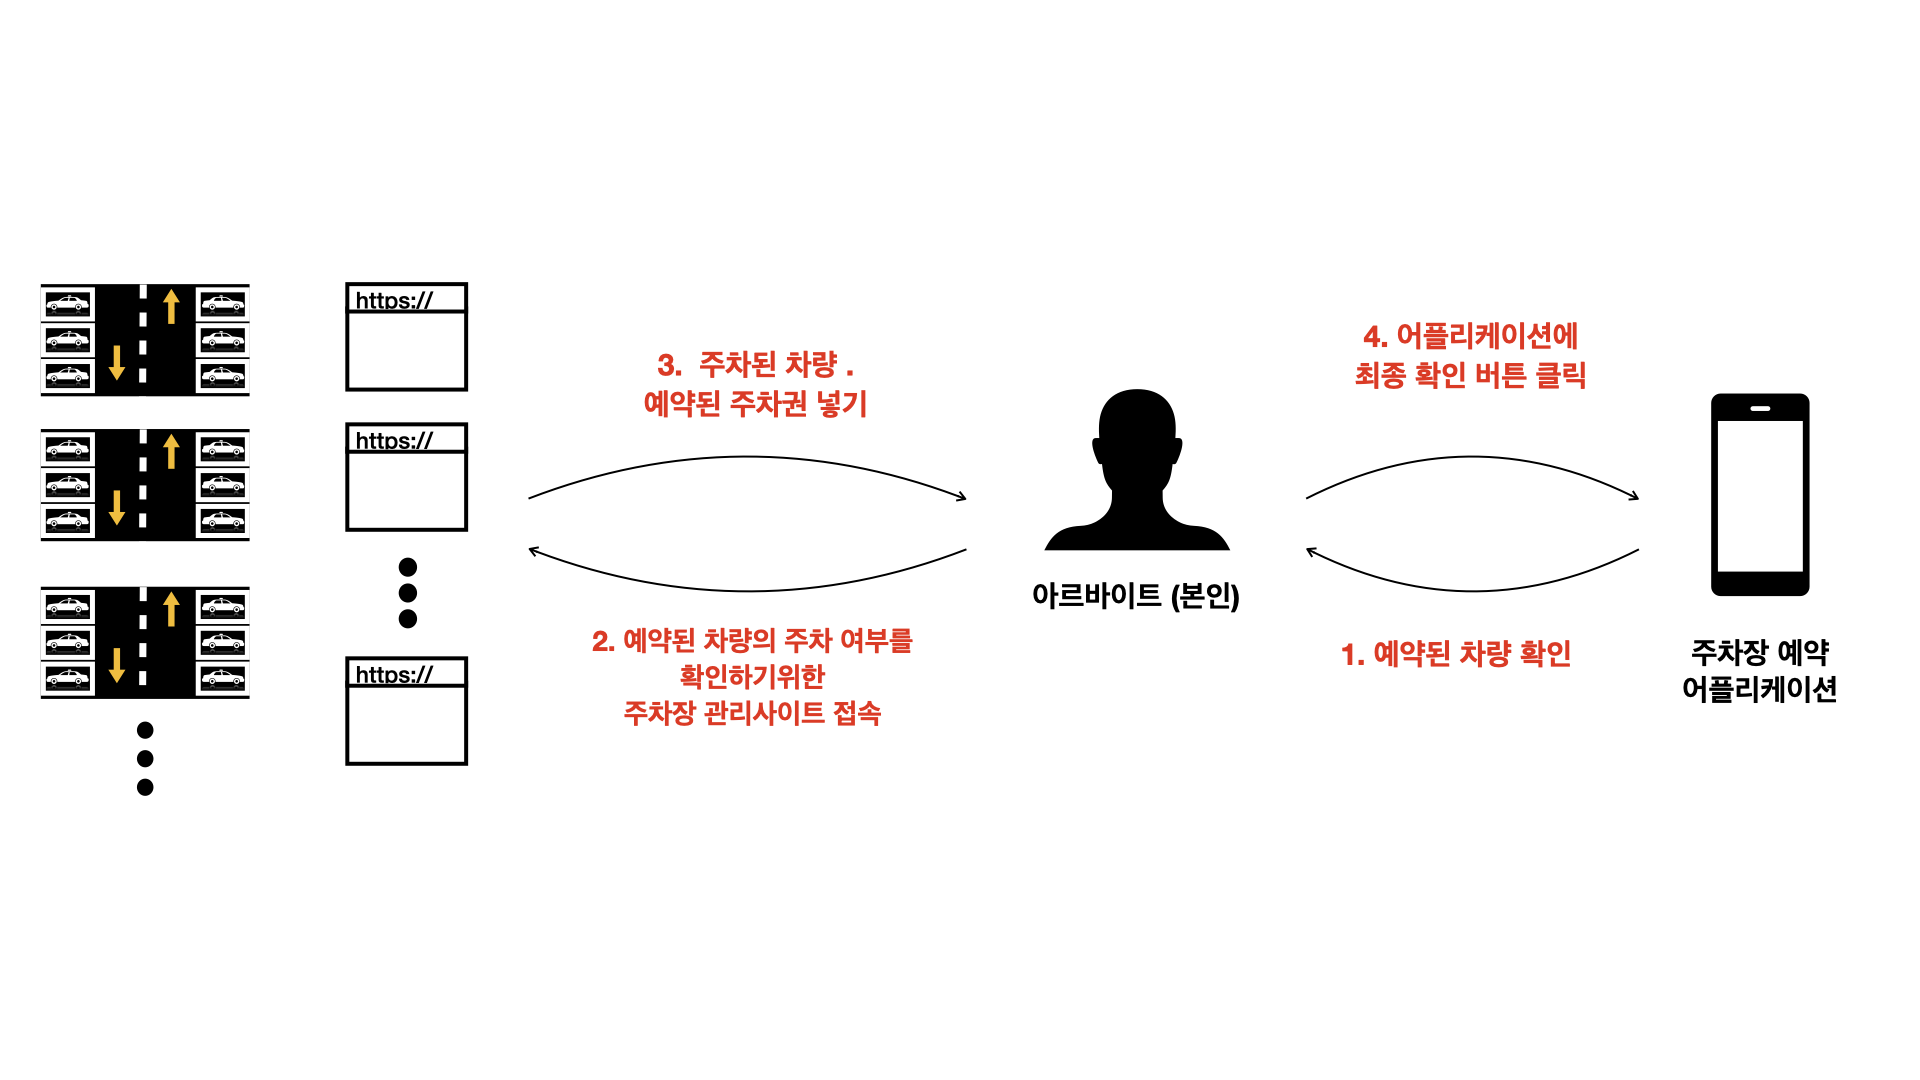 https://
https://
https://
3. 주차된 차량 .
예약된 주차권 넣기
2. 예약된 차량의 주차 여부를
확인하기위한
주차장 관리사이트 접속
아르바이트 (본인)
4. 어플리케이션에
최종 확인 버튼 클릭
1. 예약된 차량 확인
주차장 예약
어플리케이션